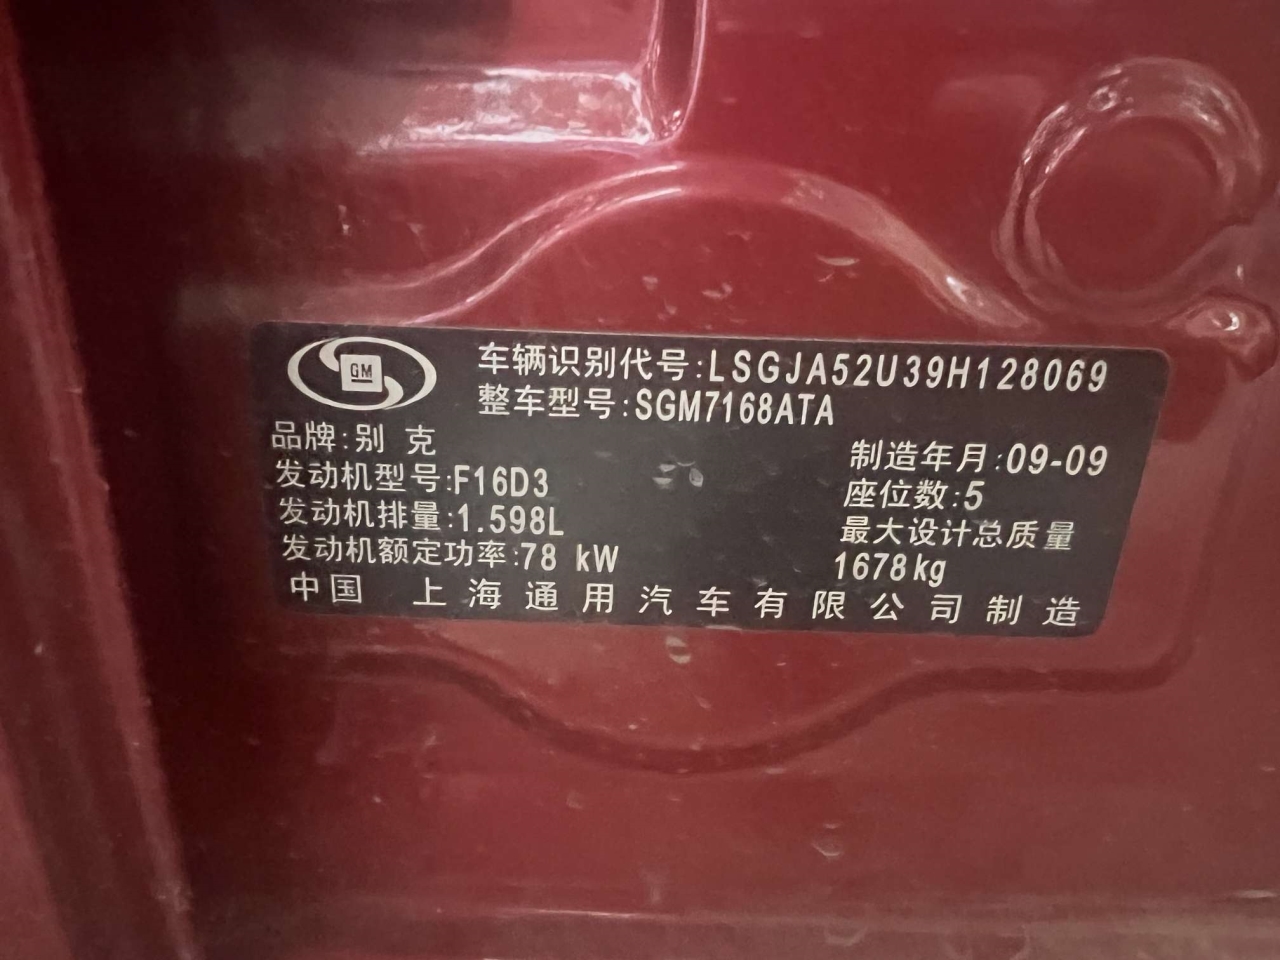 GM
车辆识别代号:LSGJA52U39H128069
整车型号:SGM7168ATA
品牌:别克
制造年月:09-09
发动机型号:F16D3
座位数:5
发动机排量:1.598L
最大设计总质量
发动机额定功率:78 kW
1678kg
中国 上海通用汽车有限公司制造